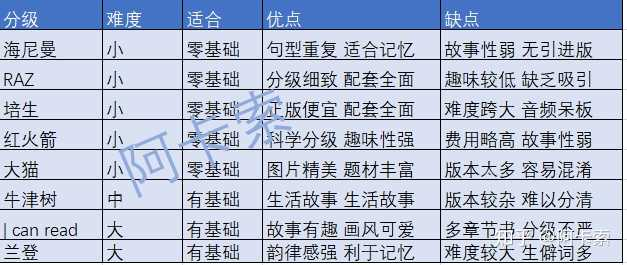 分级 难度 适合 优点 缺点
海尼曼 小 零基础 句型重复 适合记忆 故事性弱 无引进版
RAZ 小 零基础 分级细致 配套全面 趣味较低 缺乏吸引
培生 小 零基础 正版便宜 配套全面 难度跨大 音频呆板
红火箭 小 零基础 科学分级 趣味性强 费用略高 故事性弱
大猫 小 零基础 图片精美 题材丰富 版本太多 容易混淆
牛津树 中 有基础 生活故事 生活故事 版本较杂 难以分清
| can read 大 有基础 故事有趣 画风可爱 多章节书 分级不严
兰登 大 有基础 韵律感强 利于记忆 难度较大 生僻词多
阿卡索
知乎 @阿卡索